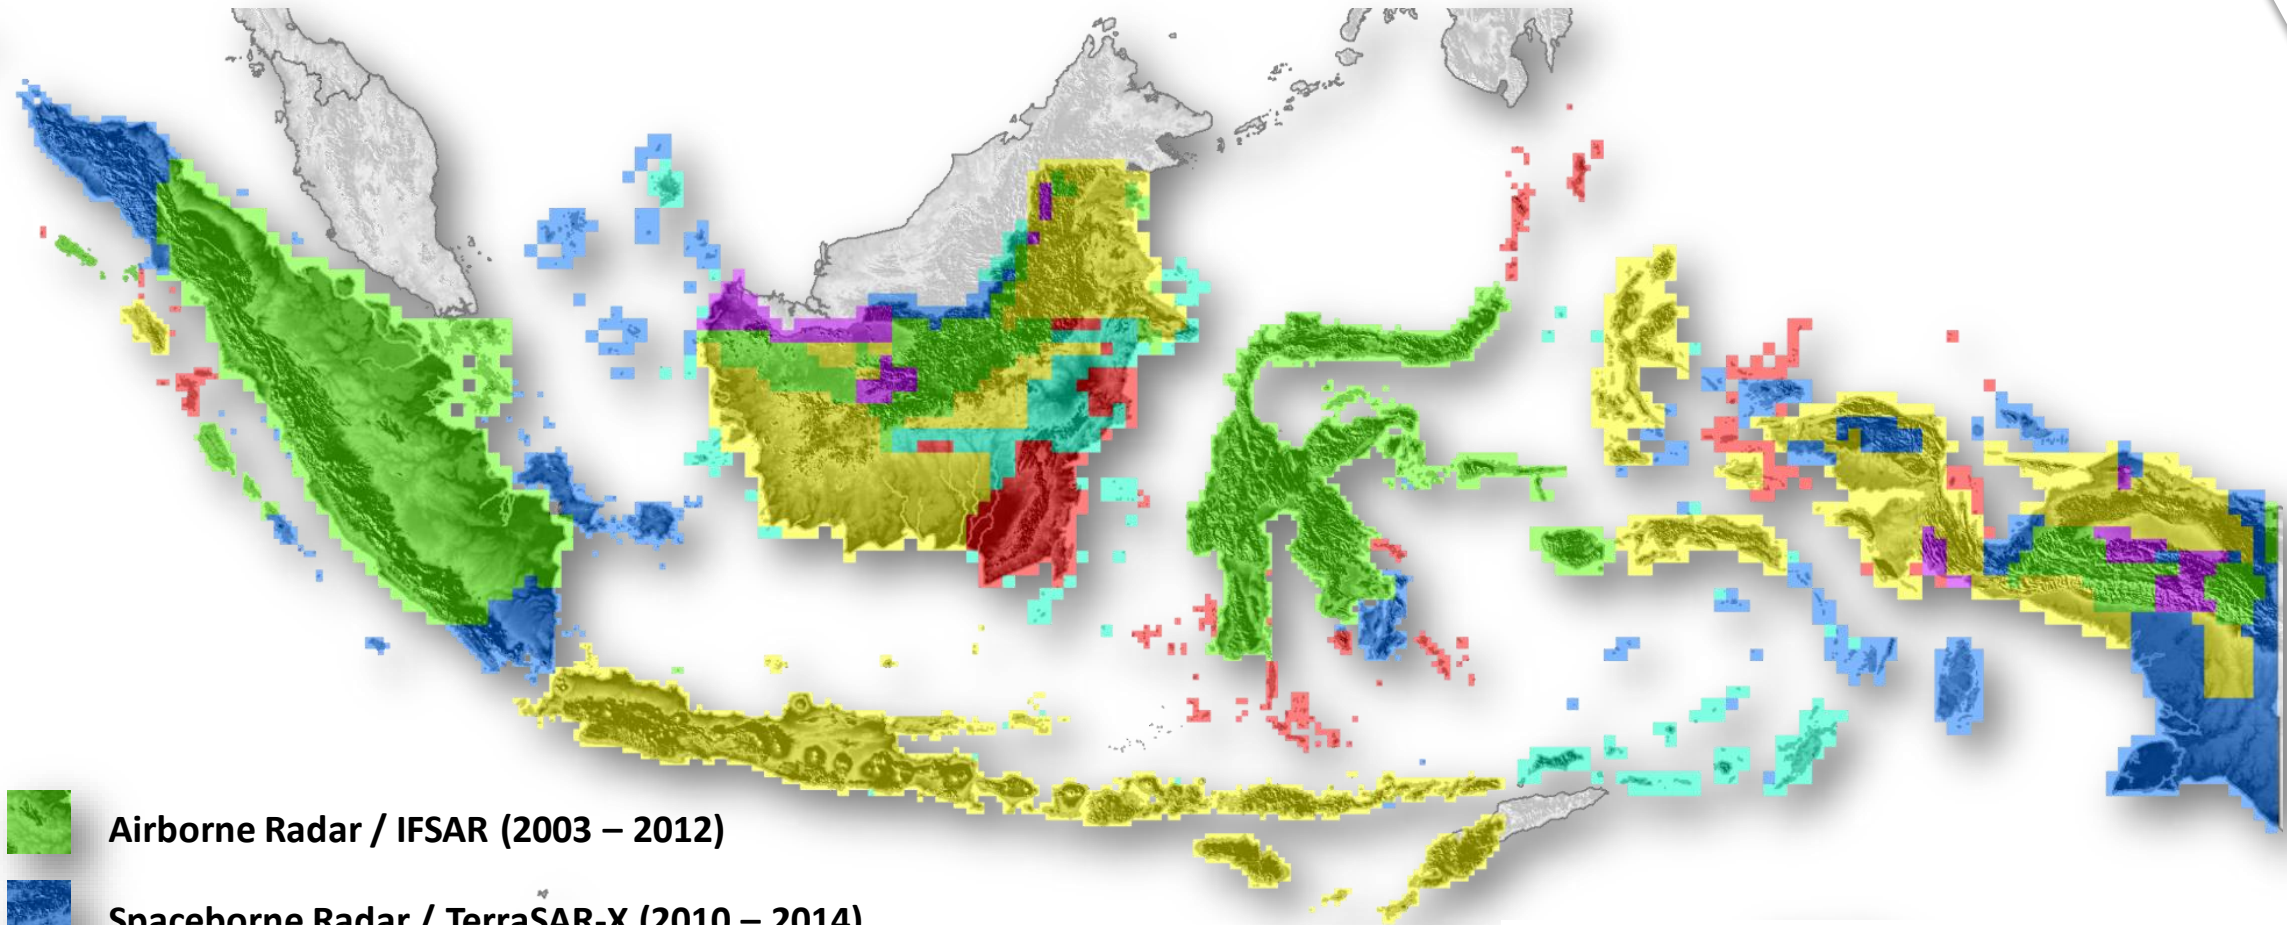 Airborne Radar / IFSAR (2003 – 2012)
Spaceborne Radar / TerraSAR-X (2010 – 2014)